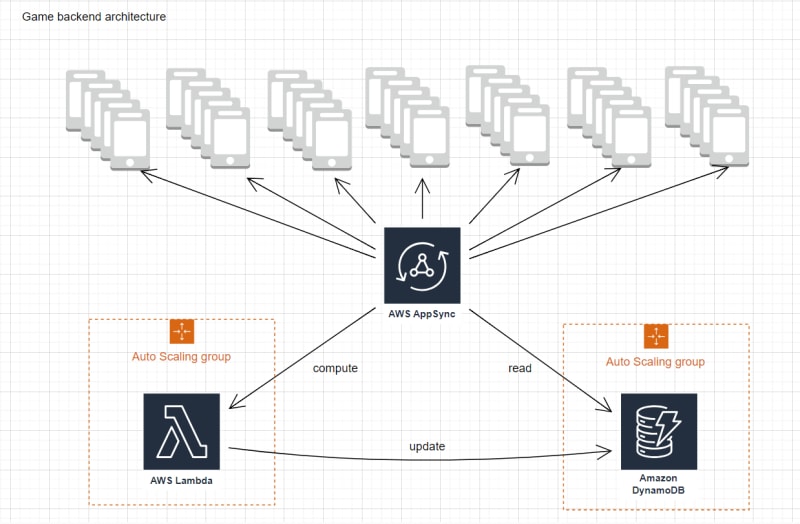 Game backend architecture
AWS AppSync
Auto Scaling group
Auto Scaling group
compute
read
update
AWS Lambda
Amazon
DynamoDB